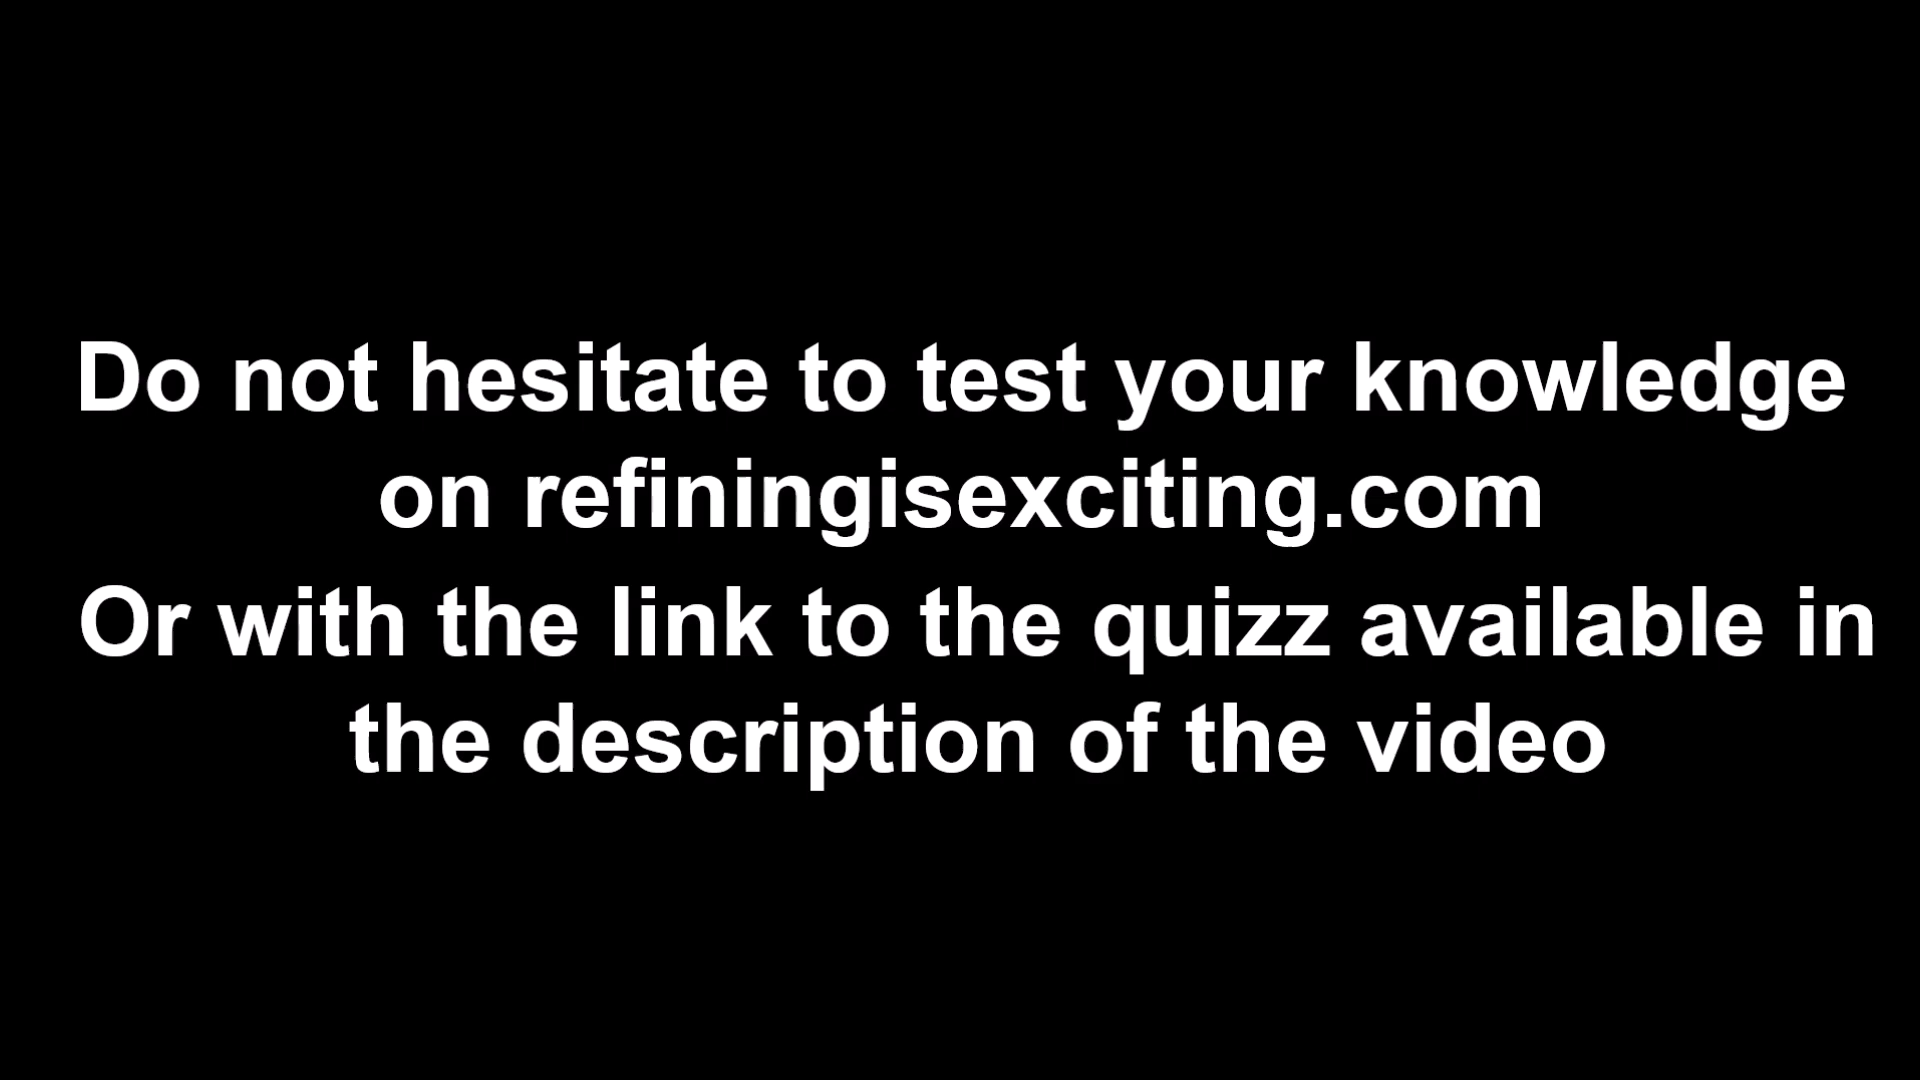 Do not hesitate to test your knowledge
on refiningisexciting.com
Or with the link to the quizz available in
the description of the video